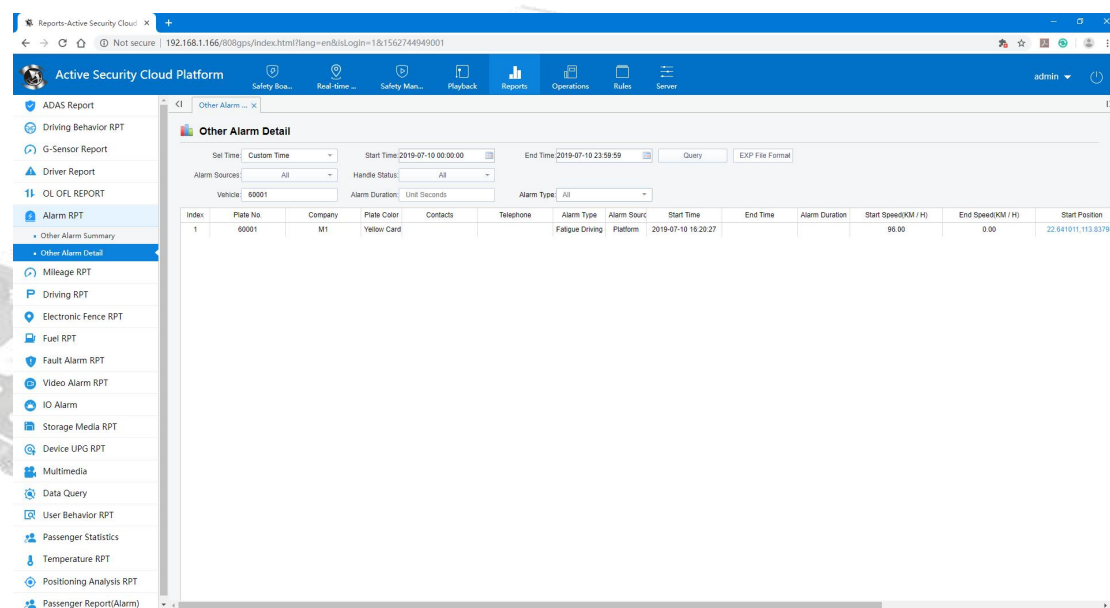 Reports-Active Security Cloud
Not secure | 192.168.1.166/808gps/index.html?lang=en&isLogin=1&1562744949001
Active Security Cloud Platform
Safety Boa...
Real-time ...
Safety Man...
Playback
Reports
Operations
Rules
Server
admin
ADAS Report
Driving Behavior RPT
G-Sensor Report
Driver Report
OL OFL REPORT
Alarm RPT
Other Alarm Summary
Other Alarm Detail
Mileage RPT
Driving RPT
Electronic Fence RPT
Fuel RPT
Fault Alarm RPT
Video Alarm RPT
IO Alarm
Storage Media RPT
Device UPG RPT
Multimedia
Data Query
User Behavior RPT
Passenger Statistics
Temperature RPT
Positioning Analysis RPT
Passenger Report(Alarm)
Other Alarm ... ×
Other Alarm Detail
Sel Time: Custom Time Start Time: 2019-07-10 00:00:00 End Time: 2019-07-10 23:59:59 Query EXP File Format
Alarm Sources: All Handle Status: All
Vehicle: 60001 Alarm Duration: Unit Seconds Alarm Type: All
Index Plate No. Company Plate Color Contacts Telephone Alarm Type Alarm Sourc Start Time End Time Alarm Duration Start Speed(KM / H) End Speed(KM / H) Start Position
1 60001 M1 Yellow Card Fatigue Driving Platform 2019-07-10 16:20:27 96.00 0.00 22.641011,113.8379